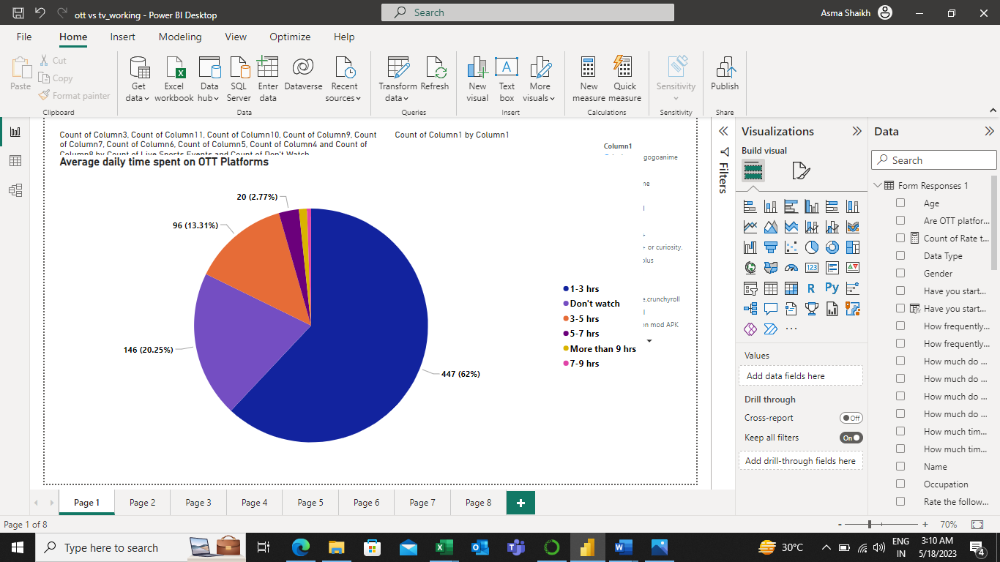 ott vs tv_working - Power BI Desktop
Search
Asma Shaikh
File Home Insert Modeling View Optimize Help
Paste
Cut
Copy
Format painter
Get data
Excel workbook
Data hub
SQL Server
Enter data
Dataverse
Recent sources
Transform data
Refresh
New visual
Text box
More visuals
New measure
Quick measure
Sensitivity
Publish
Clipboard
Data
Queries
Insert
Calculations
Sensitivity
Share
Count of Column3, Count of Column11, Count of Column10, Count of Column9, Count
of Column7, Count of Column6, Count of Column5, Count of Column4 and Count of
Column8 by Count of Live Sports Events and Count of Don't Watch
Count of Column1 by Column1
Column1
gogoanime
ne
l
+
+ or curiosity.
plus
e,crunchyroll
l
on mod APK
Average daily time spent on OTT Platforms
20 (2.77%)
96 (13.31%)
146 (20.25%)
447 (62%)
1-3 hrs
Don't watch
3-5 hrs
5-7 hrs
More than 9 hrs
7-9 hrs
Filters
Visualizations
Build visual
123
R
Py
Values
Add data fields here
Drill through
Cross-report
Off
Keep all filters
On
Add drill-through fields here
Data
Search
Form Responses 1
Age
Are OTT platfor...
Count of Rate t...
Data Type
Gender
Have you start...
Have you start...
How frequently...
How frequently...
How much do ...
How much do ...
How much do ...
How much do ...
How much tim...
How much tim...
Name
Occupation
Rate the follow...
Page 1 Page 2 Page 3 Page 4 Page 5 Page 6 Page 7 Page 8
Page 1 of 8
- + 70%
Type here to search
30°C
ENG
IN
3:10 AM
5/18/2023
4